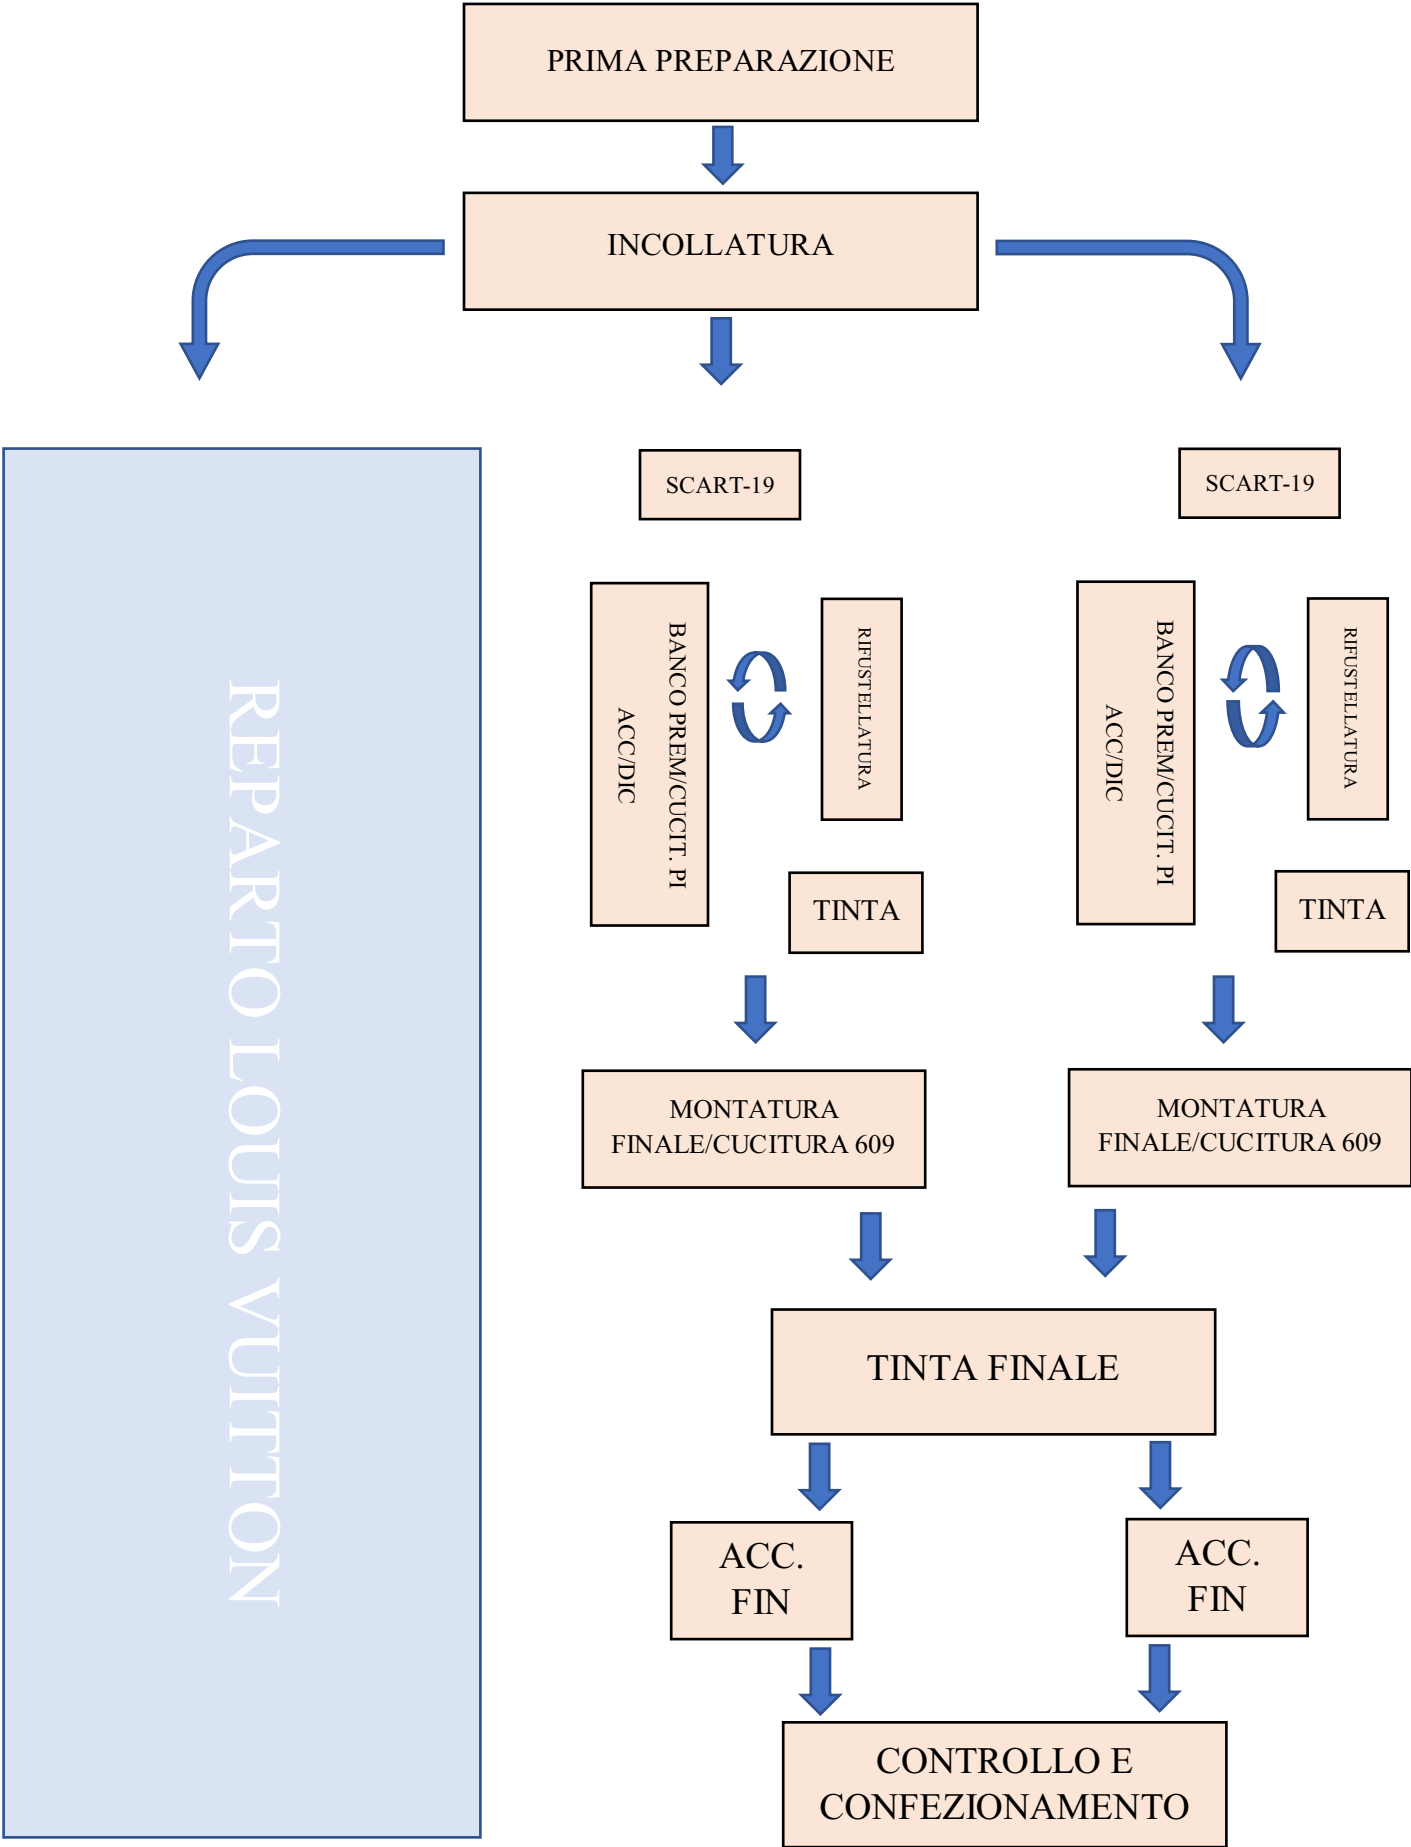 PRIMA PREPARAZIONE
INCOLLATURA
REPARTO LOUIS VUITTON
SCART-19
BANCO PREM/CUCIT. PI
ACC/DIC
RIFUSTELLATURA
TINTA
MONTATURA
FINALE/CUCITURA 609
SCART-19
BANCO PREM/CUCIT. PI
ACC/DIC
RIFUSTELLATURA
TINTA
MONTATURA
FINALE/CUCITURA 609
TINTA FINALE
ACC.
FIN
ACC.
FIN
CONTROLLO E
CONFEZIONAMENTO